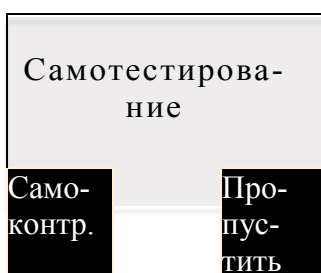 Самотестирова-
ние
Само-
контр.
Про-
пус-
тить